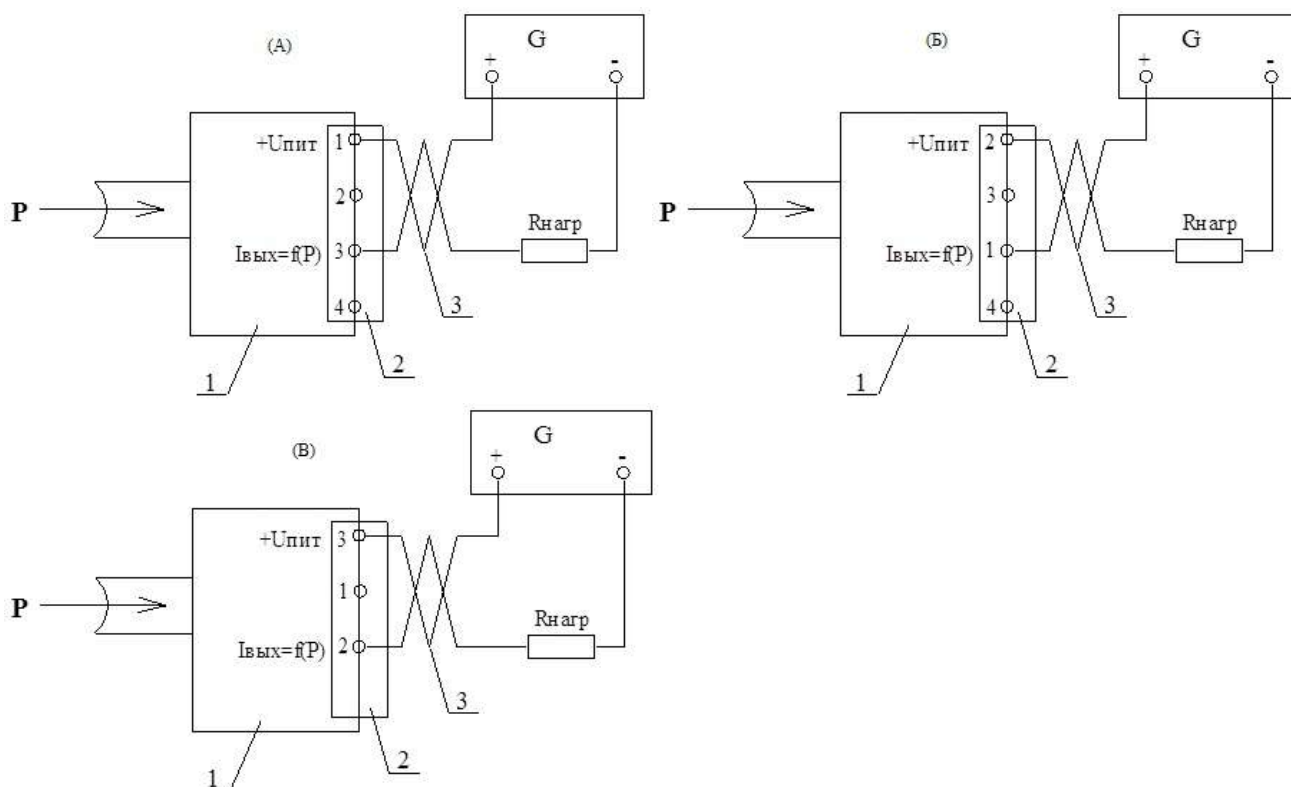 (А)
G
+ -
+Uпит 1
2
P
Rнагр
Iвых=f(P) 3
3
4
2
1
(Б)
G
+ -
+Uпит 2
3
P
Rнагр
Iвых=f(P) 1
3
4
2
1
(В)
G
+ -
+Uпит 3
1
P
Rнагр
Iвых=f(P) 2
3
2
1